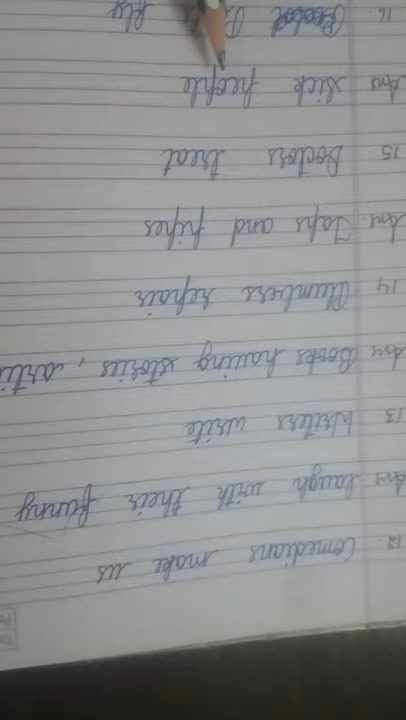 12. Comedians make us
Ans laugh with their funny
13 Writers write
Ans Books having stories, arti
14. Plumbers repair
Ans Taps and pipes
15. Doctors treat
Ans sick people
16. fly